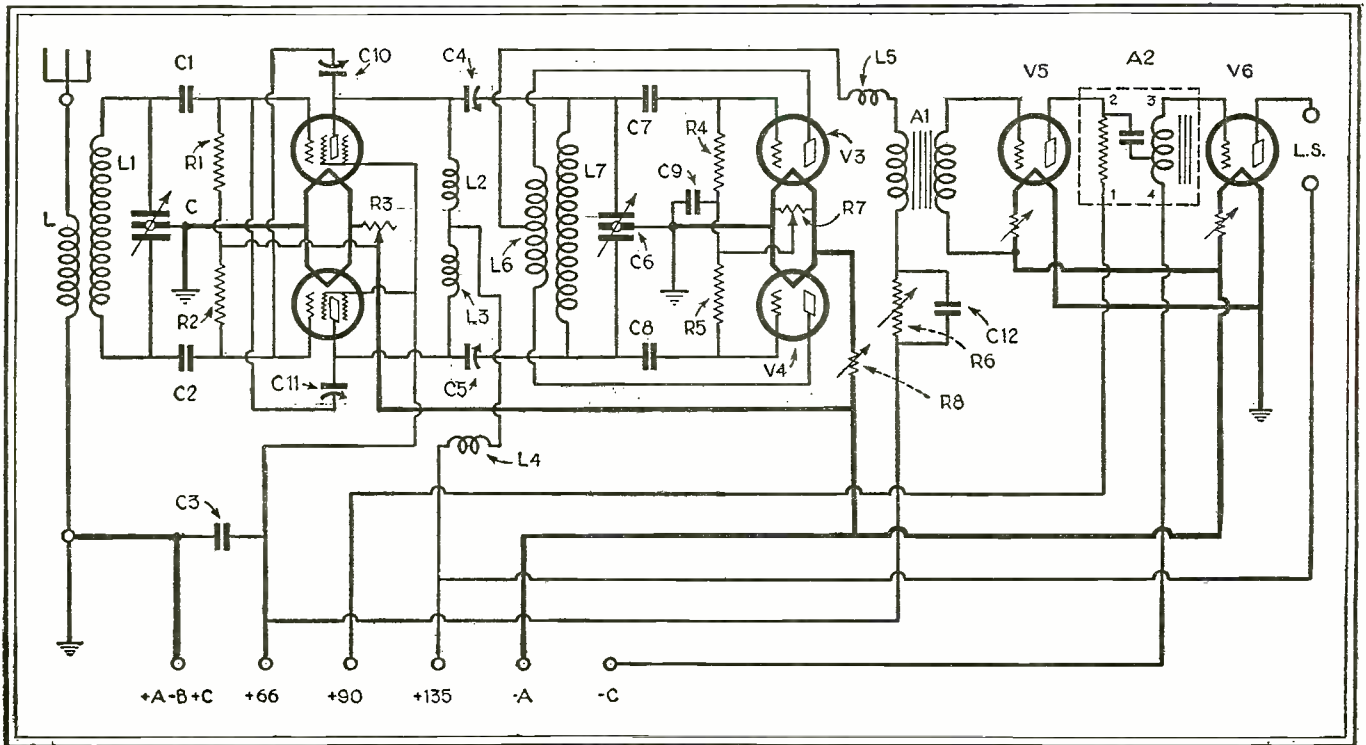 C10
C4
L5
C1
V5
A2
V6
2
3
A1
C7
R4
V3
L.S.
R1
L1
L2
L7
C9
R3
L
C
R7
1
4
L6
C6
R2
L3
R5
C8
C12
R6
C11
C5
V4
C2
R8
L4
C3
+A-B+C
+66
+90
+135
-A
-C